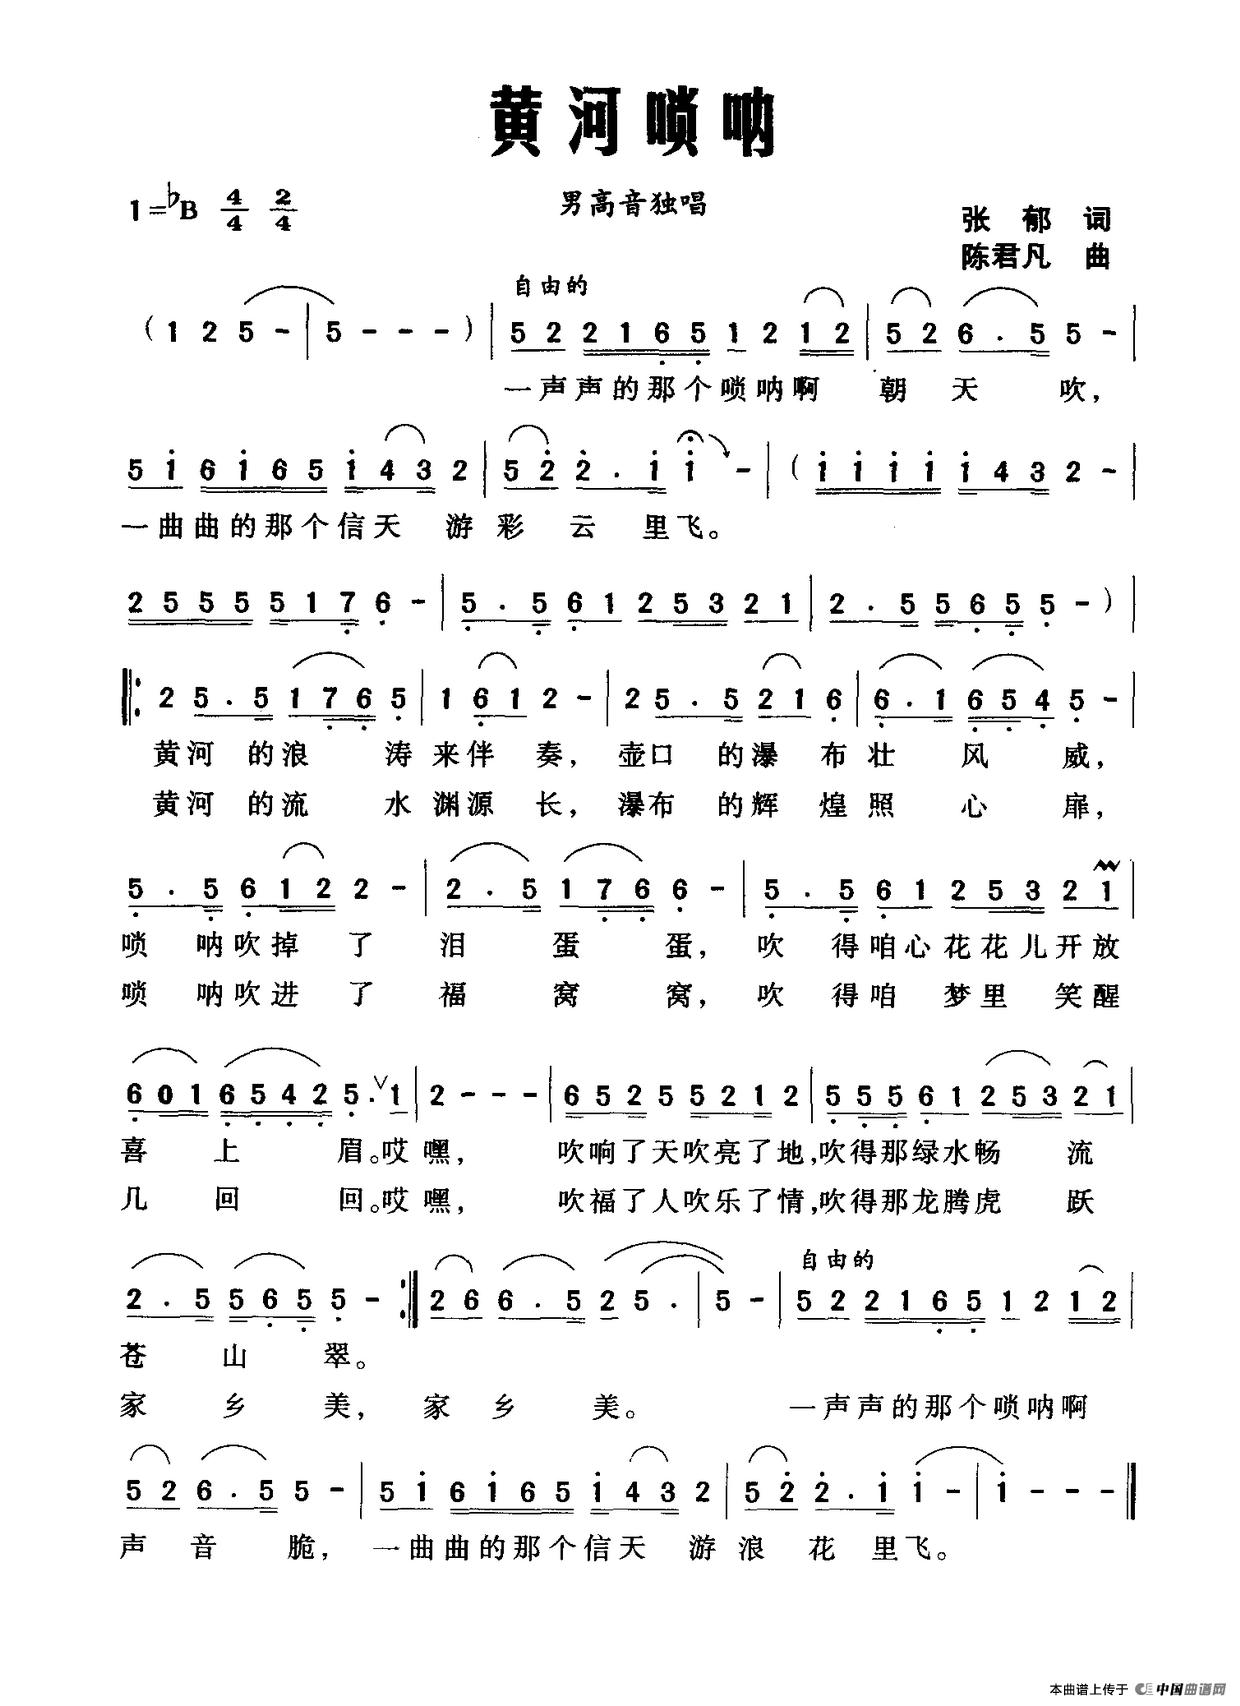 黄河唢呐
1=♭B 4/4 2/4
男高音独唱
张郁 词
陈君凡 曲
自由的
( 1 2 5 - | 5 - - - ) | 5 2 2 1 6 5 1 2 1 2 | 5 2 6 . 5 5 - |
一声声的那个唢呐啊 朝天 吹,
5 1 6 1 6 5 1 4 3 2 | 5 2 2 . 1 1 - | ( 1 1 1 1 1 4 3 2 - |
一曲曲的那个信天 游彩 云 里飞。
2 5 5 5 5 1 7 6 - | 5 . 5 6 1 2 5 3 2 1 | 2 . 5 5 6 5 5 - ) |
‖: 2 5 . 5 1 7 6 5 | 1 6 1 2 - | 2 5 . 5 2 1 6 | 6 . 1 6 5 4 5 - |
黄河 的浪 涛来伴 奏, 壶口 的瀑 布壮 风 威,
黄河 的流 水渊源 长, 瀑布 的辉 煌照 心 扉,
5 . 5 6 1 2 2 - | 2 . 5 1 7 6 6 - | 5 . 5 6 1 2 5 3 2 1 |
唢 呐吹掉 了 泪 蛋 蛋, 吹 得咱心花花儿开放
唢 呐吹进 了 福 窝 窝, 吹 得咱 梦里 笑醒
6 0 1 6 5 4 2 5 . ∨ 1 | 2 - - - | 6 5 2 5 5 2 1 2 | 5 5 5 6 1 2 5 3 2 1 |
喜 上 眉。哎嘿, 吹响了天吹亮了地,吹得那绿水畅 流
几 回 回。哎嘿, 吹福了人吹乐了情,吹得那龙腾虎 跃
自由的
2 . 5 5 6 5 5 - :‖ 2 6 6 . 5 2 5 . | 5 - | 5 2 2 1 6 5 1 2 1 2 |
苍 山 翠。
家 乡 美, 家 乡 美。 一声声的那个唢呐啊
5 2 6 . 5 5 - | 5 1 6 1 6 5 1 4 3 2 | 5 2 2 . 1 1 - | 1 - - - ‖
声 音 脆, 一曲曲的那个信天 游浪 花 里飞。
本曲谱上传于 中国曲谱网